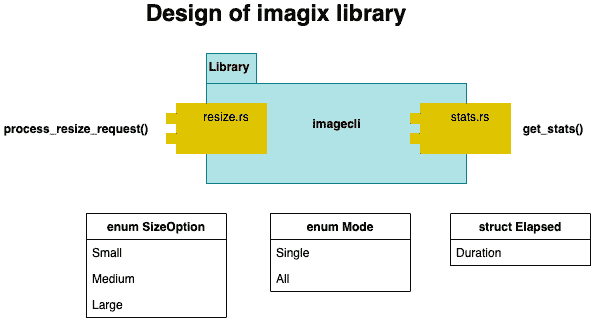 Design of imagix library
Library
process_resize_request()
resize.rs
imagecli
stats.rs
get_stats()
enum SizeOption
Small
Medium
Large
enum Mode
Single
All
struct Elapsed
Duration